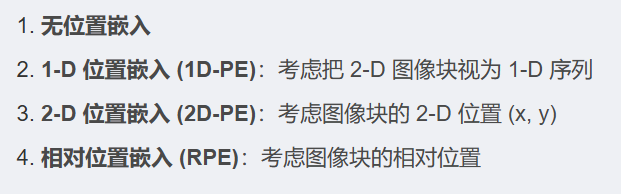 1. 无位置嵌入
2. 1-D 位置嵌入 (1D-PE)：考虑把 2-D 图像块视为 1-D 序列
3. 2-D 位置嵌入 (2D-PE)：考虑图像块的 2-D 位置 (x, y)
4. 相对位置嵌入 (RPE)：考虑图像块的相对位置